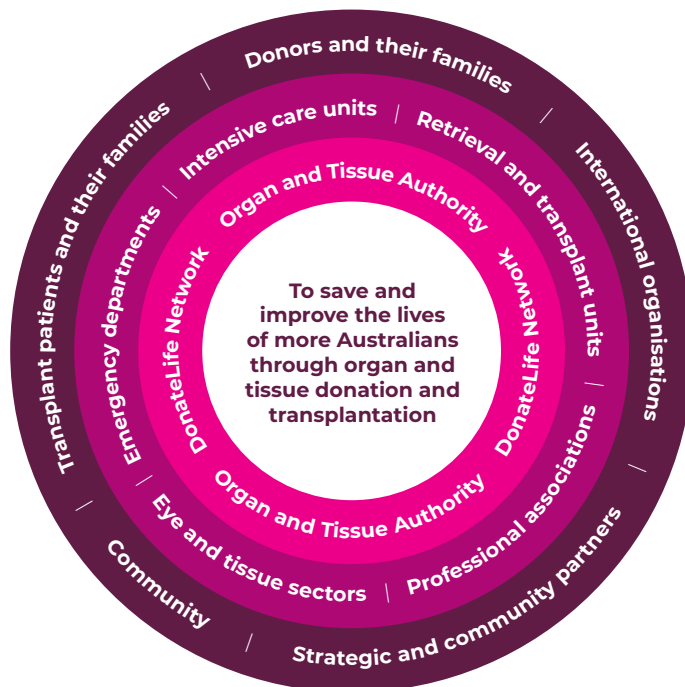 Donors and their families
International organisations
Strategic and community partners
Community
Transplant patients and their families
Intensive care units
Retrieval and transplant units
Professional associations
Eye and tissue sectors
Emergency departments
Organ and Tissue Authority
DonateLife Network
Organ and Tissue Authority
DonateLife Network
To save and
improve the lives
of more Australians
through organ and
tissue donation and
transplantation